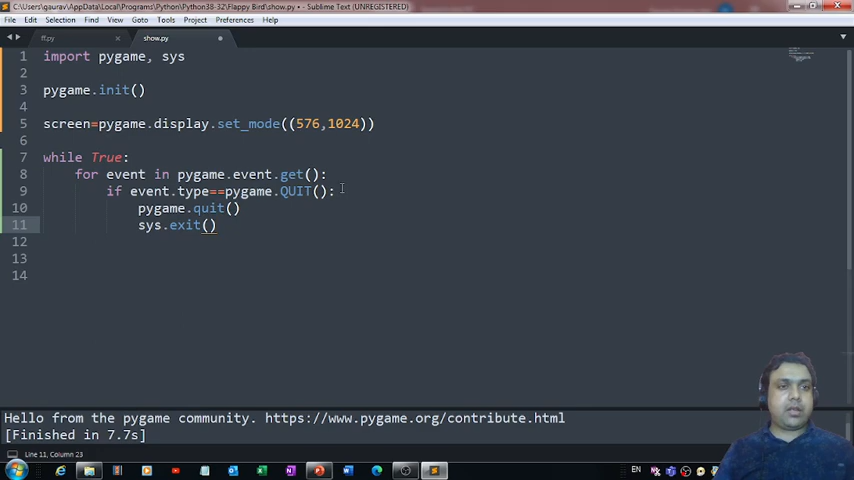 C:\Users\gaurav\AppData\Local\Programs\Python\Python38-32\Flappy Bird\show.py • - Sublime Text (UNREGISTERED)
File Edit Selection Find View Goto Tools Project Preferences Help
ff.py show.py
1 import pygame, sys
2
3 pygame.init()
4
5 screen=pygame.display.set_mode((576,1024))
6
7 while True:
8 for event in pygame.event.get():
9 if event.type==pygame.QUIT():
10 pygame.quit()
11 sys.exit()
12
13
14
Hello from the pygame community. https://www.pygame.org/contribute.html
[Finished in 7.7s]
Line 11, Column 23
EN